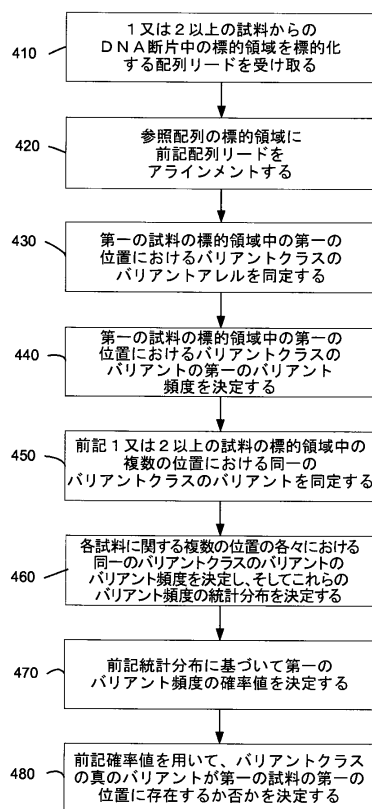 410
1又は2以上の試料からの
DNA断片中の標的領域を標的化
する配列リードを受け取る
420
参照配列の標的領域に
前記配列リードを
アラインメントする
430
第一の試料の標的領域中の第一の
位置におけるバリアントクラスの
バリアントアレルを同定する
440
第一の試料の標的領域中の第一の
位置におけるバリアントクラスの
バリアントの第一のバリアント
頻度を決定する
450
前記1又は2以上の試料の標的領域中の
複数の位置における同一の
バリアントクラスのバリアントを同定する
460
各試料に関する複数の位置の各々における
同一のバリアントクラスのバリアントの
バリアント頻度を決定し、そしてこれらの
バリアント頻度の統計分布を決定する
470
前記統計分布に基づいて第一の
バリアント頻度の確率値を決定する
480
前記確率値を用いて、バリアントクラス
の真のバリアントが第一の試料の第一の
位置に存在するか否かを決定する